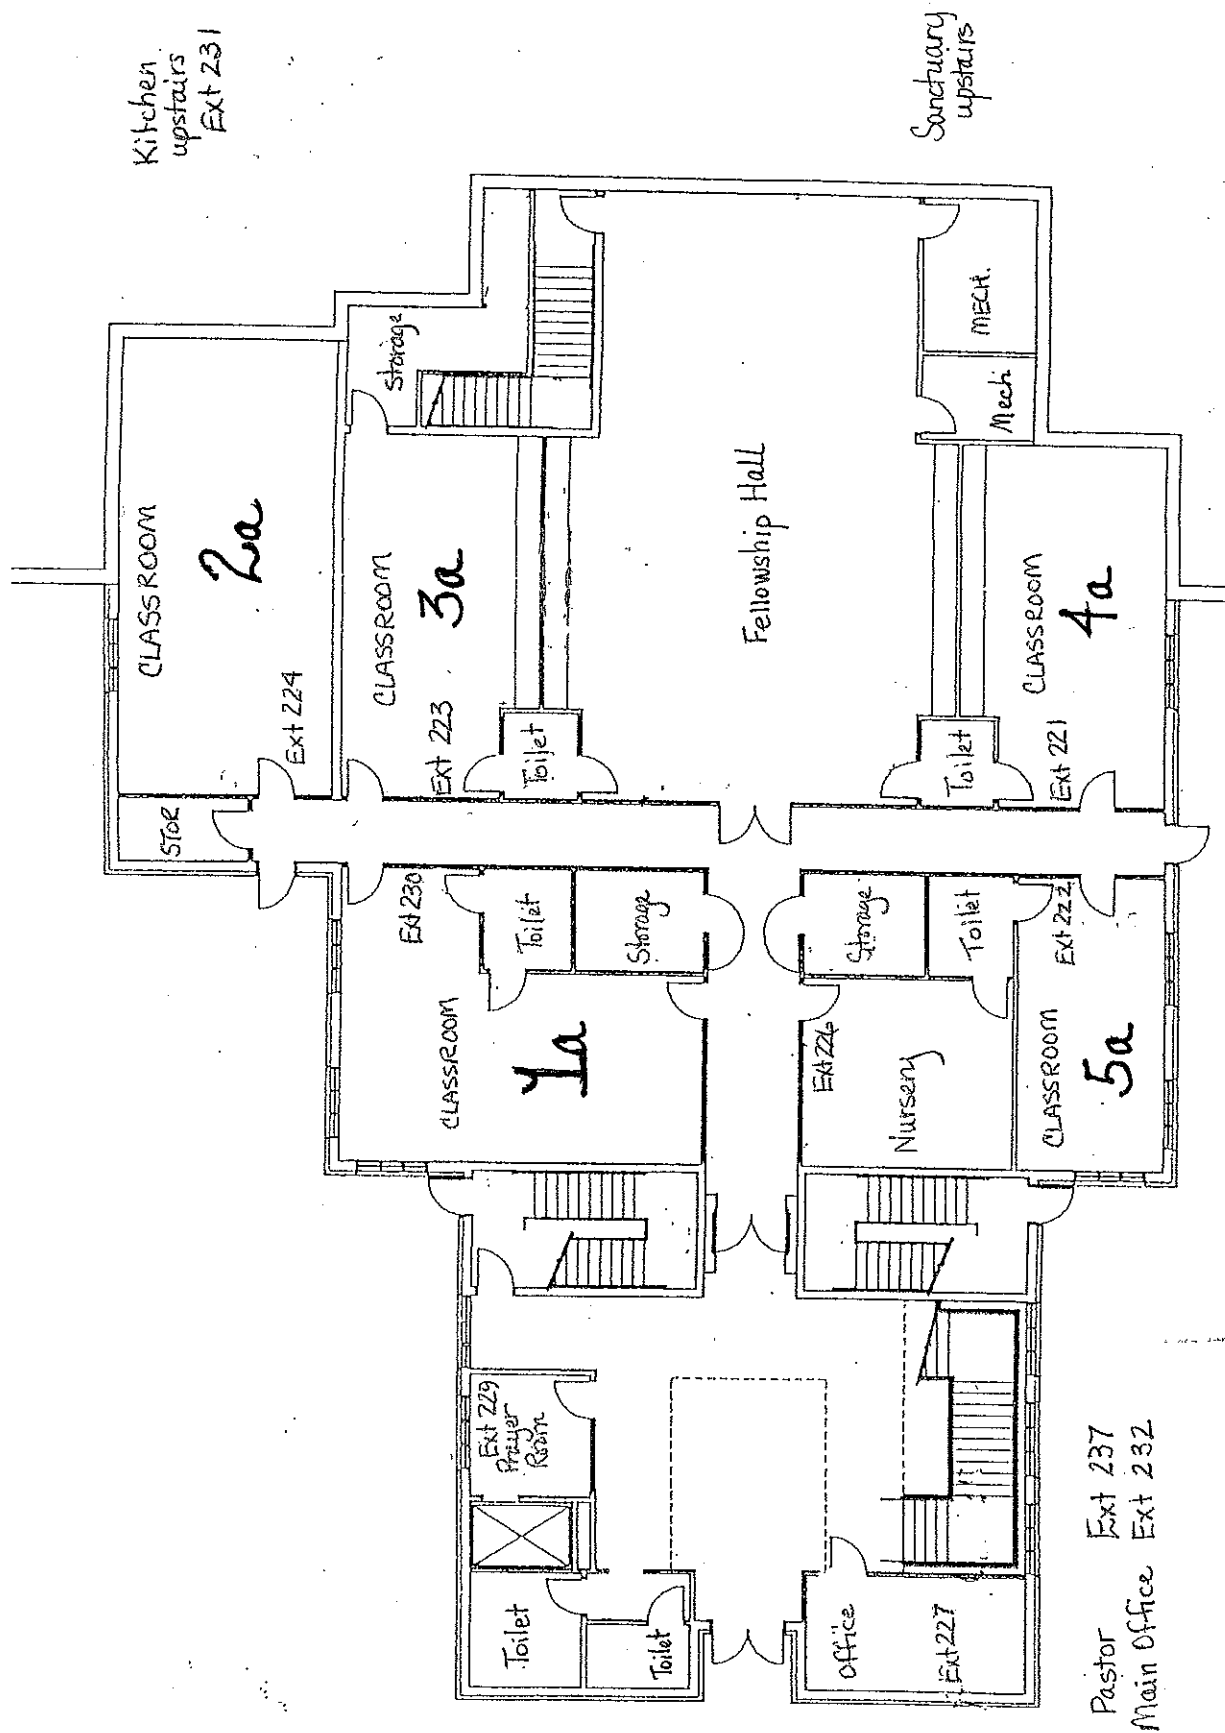 Kitchen
upstairs
Ext 231
Sanctuary
upstairs
CLASSROOM
2a
Ext 224
STOR
storage
CLASSROOM
3a
Ext 223
Toilet
Fellowship Hall
MECH.
Mech.
Toilet
CLASSROOM
4a
Ext 221
Ext 230
Toilet
Storage
CLASSROOM
1a
Storage
Toilet
Ext 222
Ext 226
Nursery
CLASSROOM
5a
Ext 229
Prayer
Room
Toilet
Toilet
Office
Ext 227
Pastor Ext 237
Main Office Ext 232